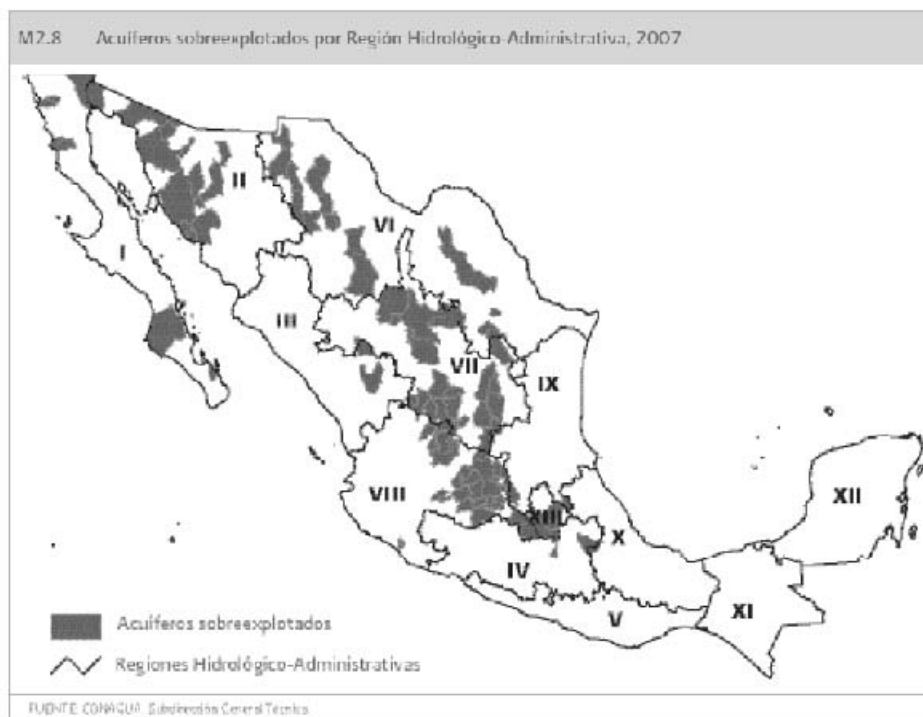 M2.8 Acuíferos sobreexplotados por Región Hidrológico-Administrativa, 2007
II
VI
I
III
VII
IX
VIII
XIII
XII
X
IV
XI
V
Acuíferos sobreexplotados
Regiones Hidrológico-Administrativas
FUENTE: CONAGUA. Subdirección General Técnica